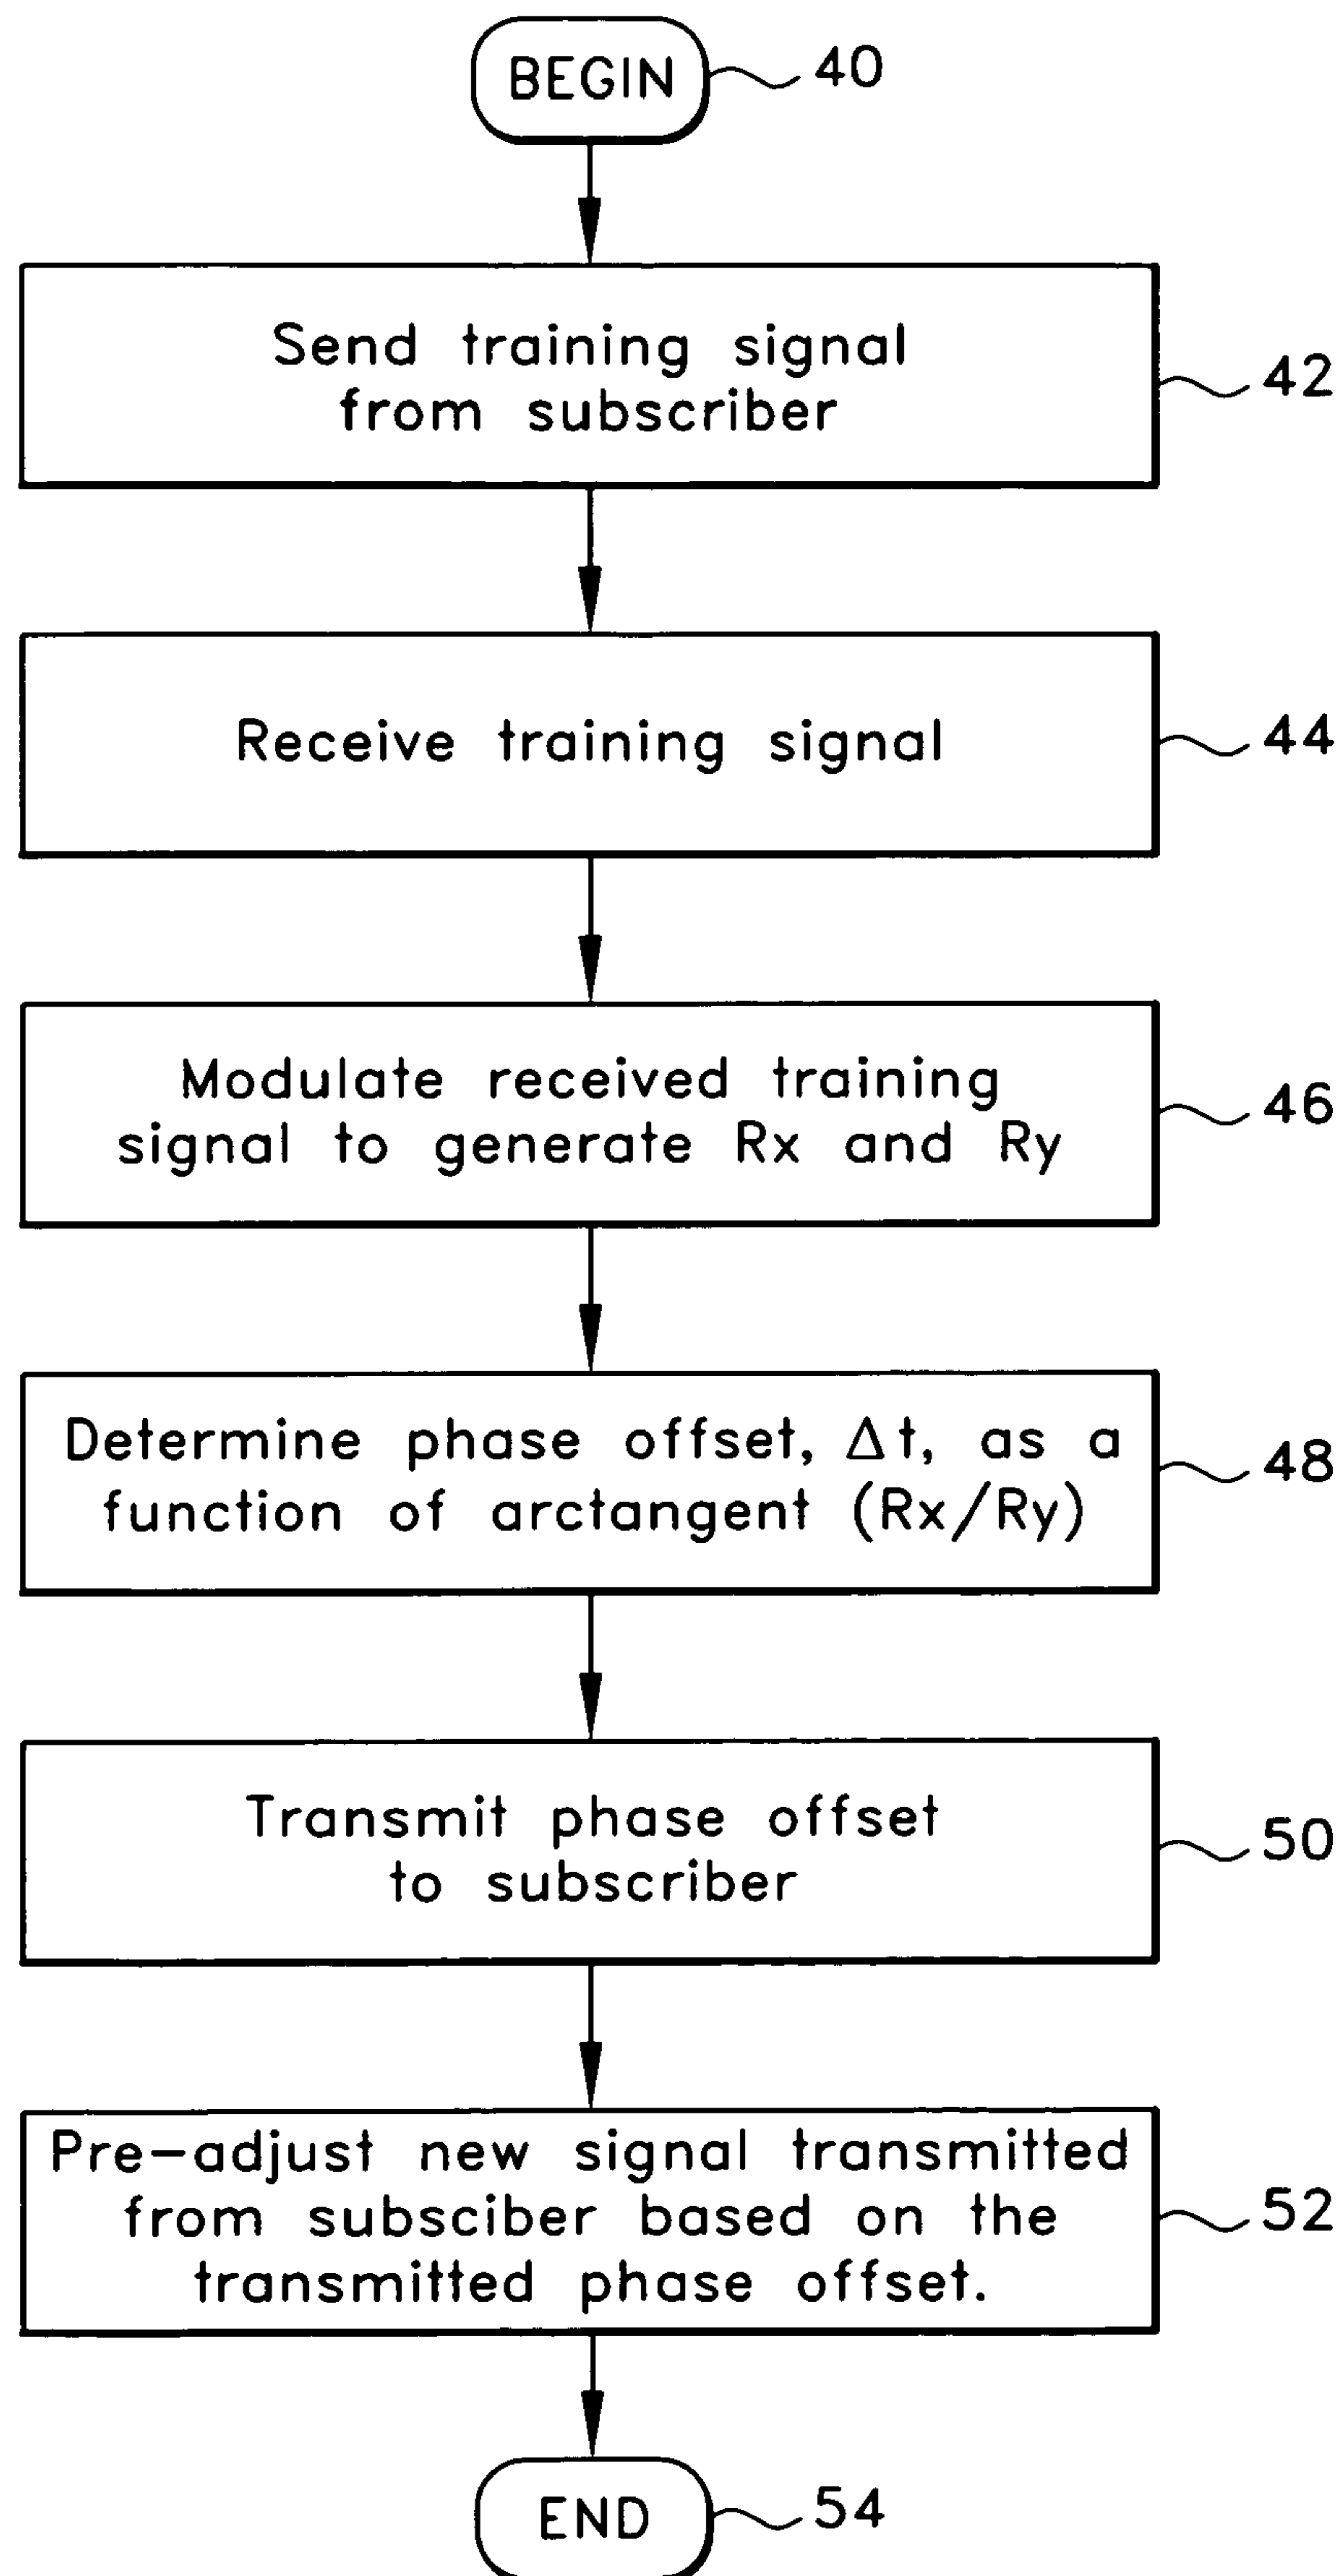 BEGIN 40
Send training signal
from subscriber
42
Receive training signal
44
Modulate received training
signal to generate Rx and Ry
46
Determine phase offset, Δt, as a
function of arctangent (Rx/Ry)
48
Transmit phase offset
to subscriber
50
Pre-adjust new signal transmitted
from subsciber based on the
transmitted phase offset.
52
END 54